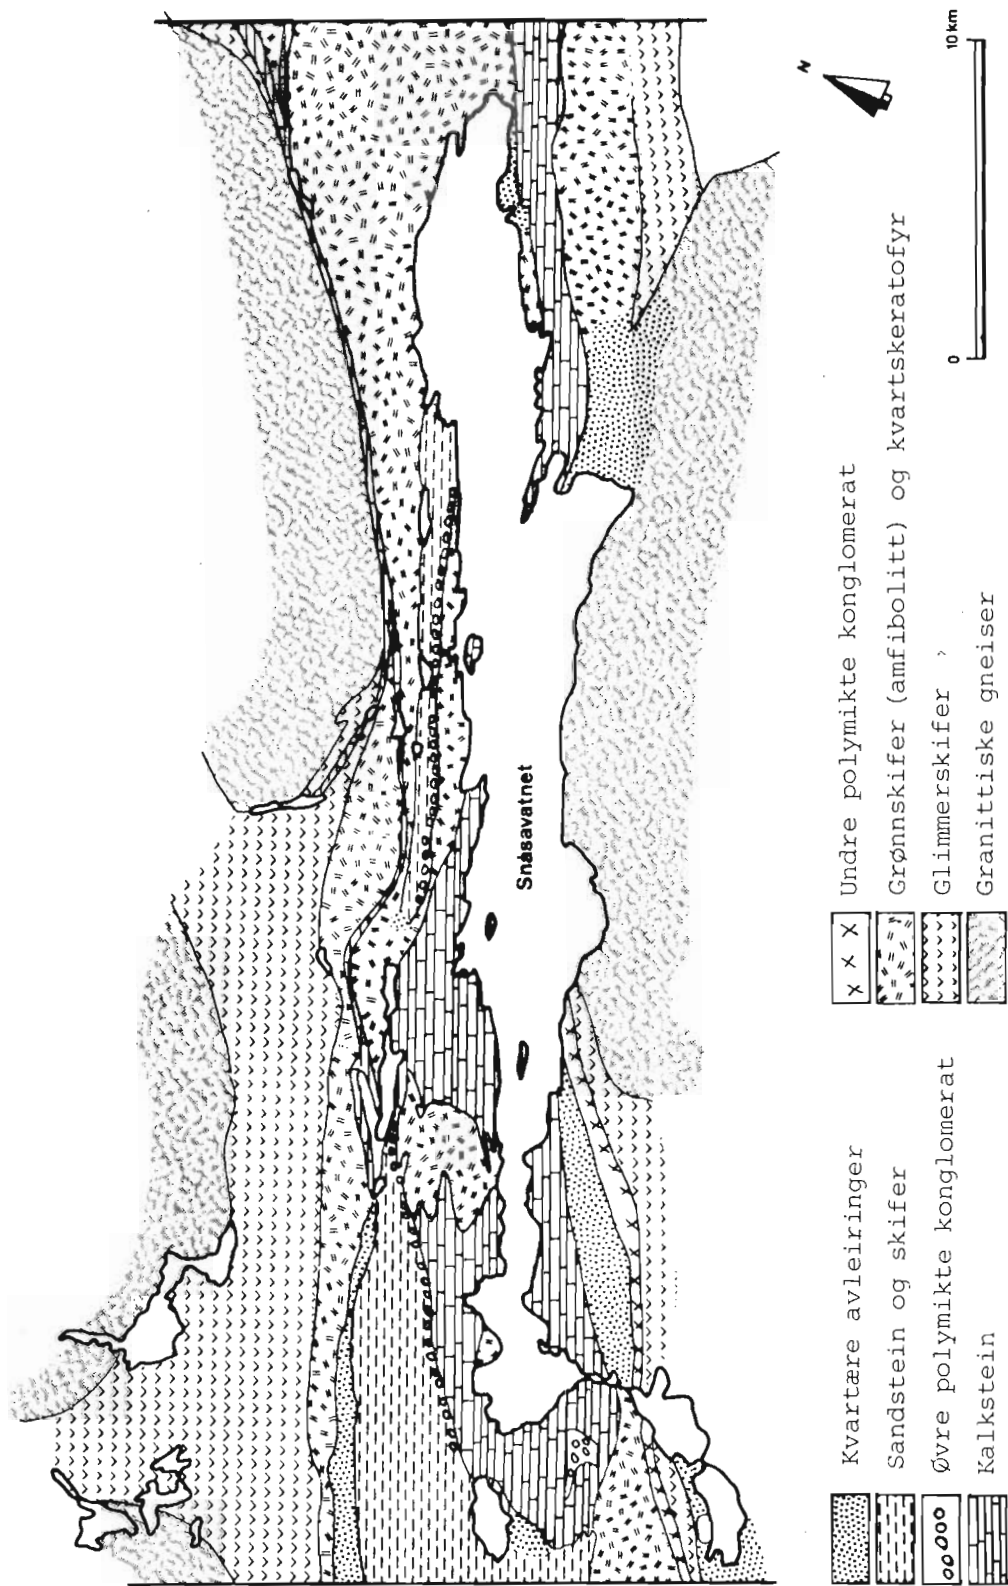 N
10 km
0
Snåsavatnet
Kvartære avleiringer
Sandstein og skifer
Øvre polymikte konglomerat
Kalkstein
Undre polymikte konglomerat
Grønnskifer (amfibolitt) og kvartskeratofyr
Glimmerskifer
Granittiske gneiser